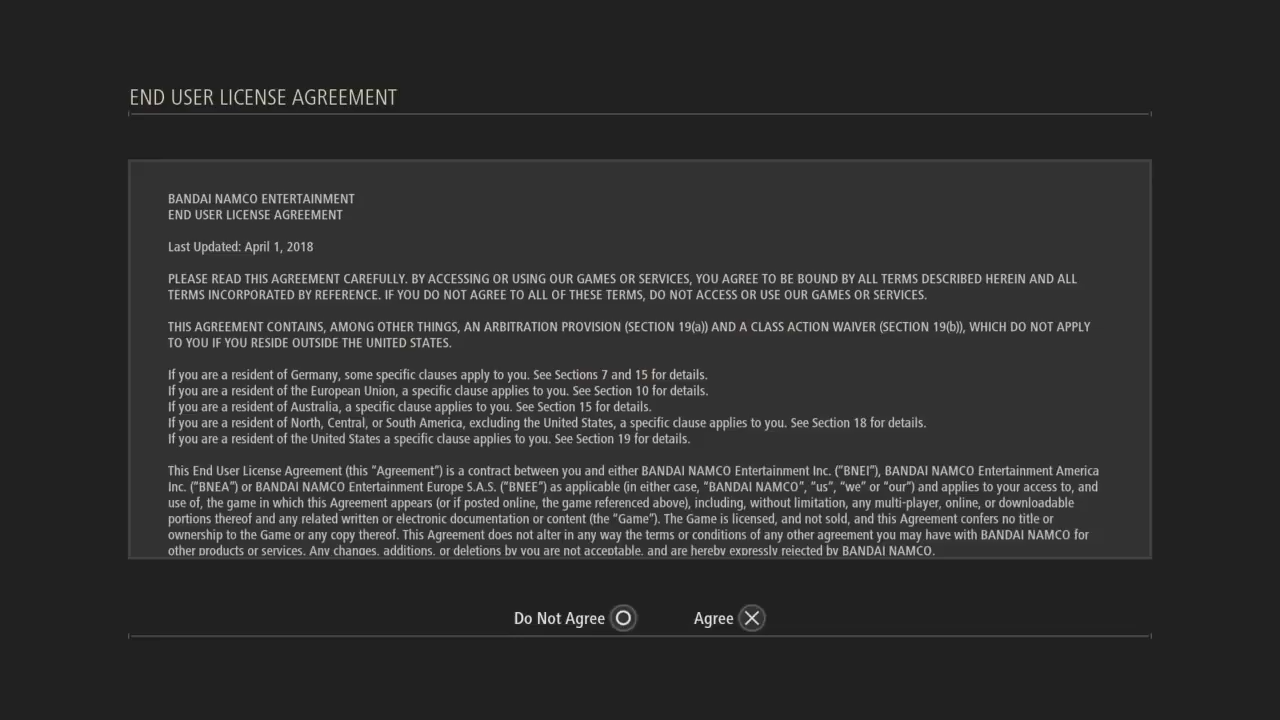 END USER LICENSE AGREEMENT
BANDAI NAMCO ENTERTAINMENT
END USER LICENSE AGREEMENT
Last Updated: April 1, 2018
PLEASE READ THIS AGREEMENT CAREFULLY. BY ACCESSING OR USING OUR GAMES OR SERVICES, YOU AGREE TO BE BOUND BY ALL TERMS DESCRIBED HEREIN AND ALL
TERMS INCORPORATED BY REFERENCE. IF YOU DO NOT AGREE TO ALL OF THESE TERMS, DO NOT ACCESS OR USE OUR GAMES OR SERVICES.
THIS AGREEMENT CONTAINS, AMONG OTHER THINGS, AN ARBITRATION PROVISION (SECTION 19(a)) AND A CLASS ACTION WAIVER (SECTION 19(b)), WHICH DO NOT APPLY
TO YOU IF YOU RESIDE OUTSIDE THE UNITED STATES.
If you are a resident of Germany, some specific clauses apply to you. See Sections 7 and 15 for details.
If you are a resident of the European Union, a specific clause applies to you. See Section 10 for details.
If you are a resident of Australia, a specific clause applies to you. See Section 15 for details.
If you are a resident of North, Central, or South America, excluding the United States, a specific clause applies to you. See Section 18 for details.
If you are a resident of the United States a specific clause applies to you. See Section 19 for details.
This End User License Agreement (this "Agreement") is a contract between you and either BANDAI NAMCO Entertainment Inc. ("BNEI"), BANDAI NAMCO Entertainment America
Inc. ("BNEA") or BANDAI NAMCO Entertainment Europe S.A.S. ("BNEE") as applicable (in either case, "BANDAI NAMCO", "us", "we" or "our") and applies to your access to, and
use of, the game in which this Agreement appears (or if posted online, the game referenced above), including, without limitation, any multi-player, online, or downloadable
portions thereof and any related written or electronic documentation or content (the "Game"). The Game is licensed, and not sold, and this Agreement confers no title or
ownership to the Game or any copy thereof. This Agreement does not alter in any way the terms or conditions of any other agreement you may have with BANDAI NAMCO for
other products or services. Any changes, additions, or deletions by you are not acceptable, and are hereby expressly rejected by BANDAI NAMCO.
Do Not Agree Agree